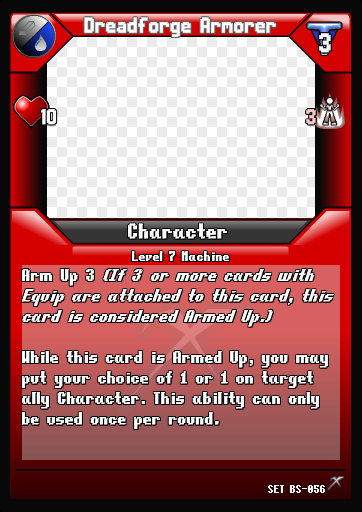 Dreadforge Armorer
3
10
3
Character
Level 7 Machine
Arm Up 3 (If 3 or more cards with
Equip are attached to this card, this
card is considered Armed Up.)
While this card is Armed Up, you may
put your choice of 1 or 1 on target
ally Character. This ability can only
be used once per round.
SET BS-056